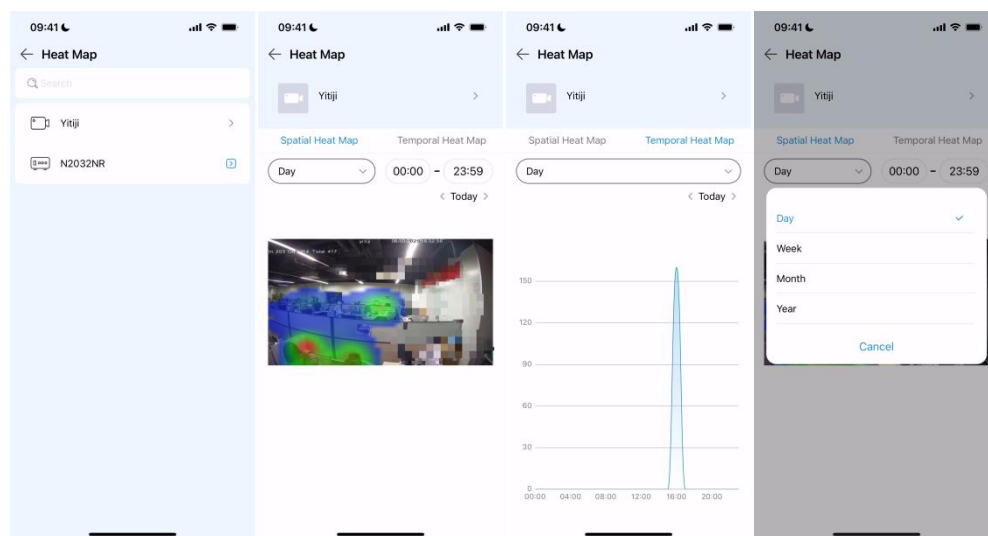 09:41
Heat Map
Search
Yitiji
N2032NR
09:41
Heat Map
Yitiji
Spatial Heat Map Temporal Heat Map
Day 00:00 - 23:59
Today
09:41
Heat Map
Yitiji
Spatial Heat Map Temporal Heat Map
Day
Today
150
120
90
60
30
0
00:00 04:00 08:00 12:00 16:00 20:00
09:41
Heat Map
Yitiji
Spatial Heat Map Temporal Heat Map
Day 00:00 - 23:59
Day
Week
Month
Year
Cancel